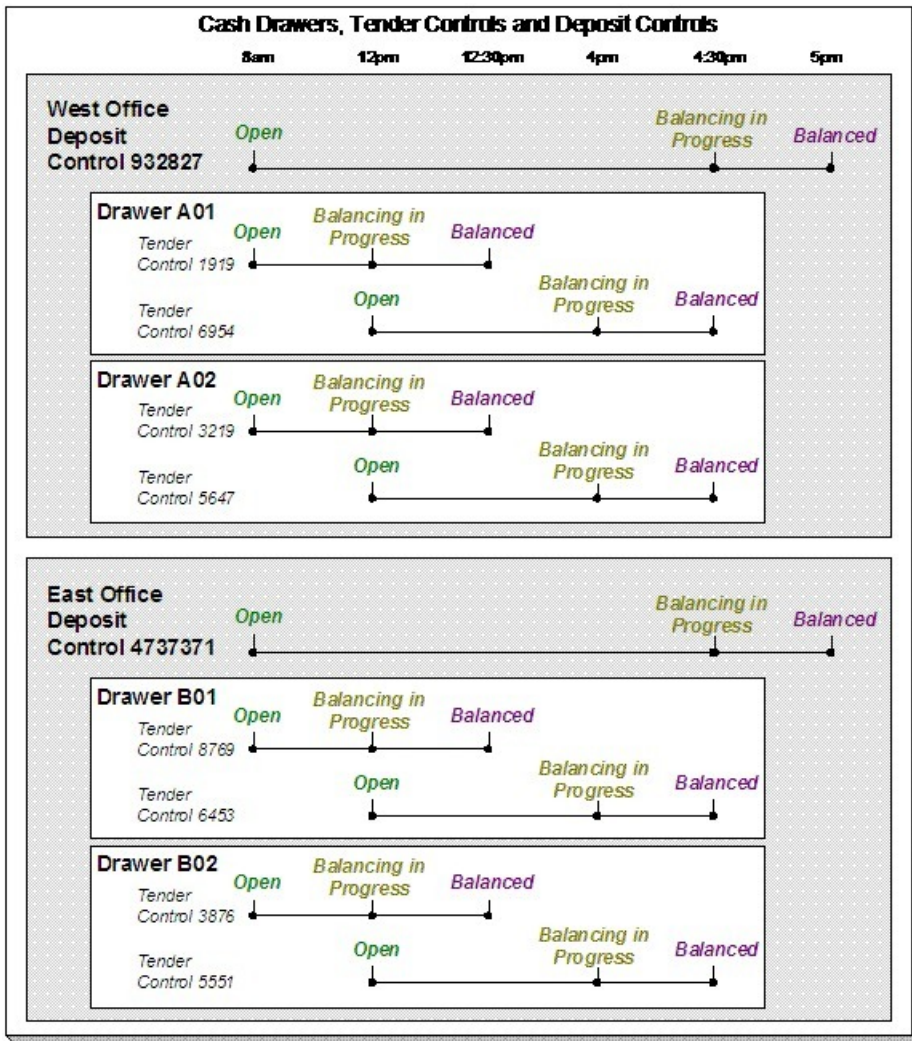 Cash Drawers, Tender Controls and Deposit Controls
8am 12pm 12:30pm 4pm 4:30pm 5pm
West Office
Deposit
Control 932827
Open
Balancing in
Progress
Balanced
Drawer A01
Tender
Control 1919
Open
Balancing in
Progress
Balanced
Tender
Control 6954
Open
Balancing in
Progress
Balanced
Drawer A02
Tender
Control 3219
Open
Balancing in
Progress
Balanced
Tender
Control 5647
Open
Balancing in
Progress
Balanced
East Office
Deposit
Control 4737371
Open
Balancing in
Progress
Balanced
Drawer B01
Tender
Control 8769
Open
Balancing in
Progress
Balanced
Tender
Control 6453
Open
Balancing in
Progress
Balanced
Drawer B02
Tender
Control 3876
Open
Balancing in
Progress
Balanced
Tender
Control 5551
Open
Balancing in
Progress
Balanced